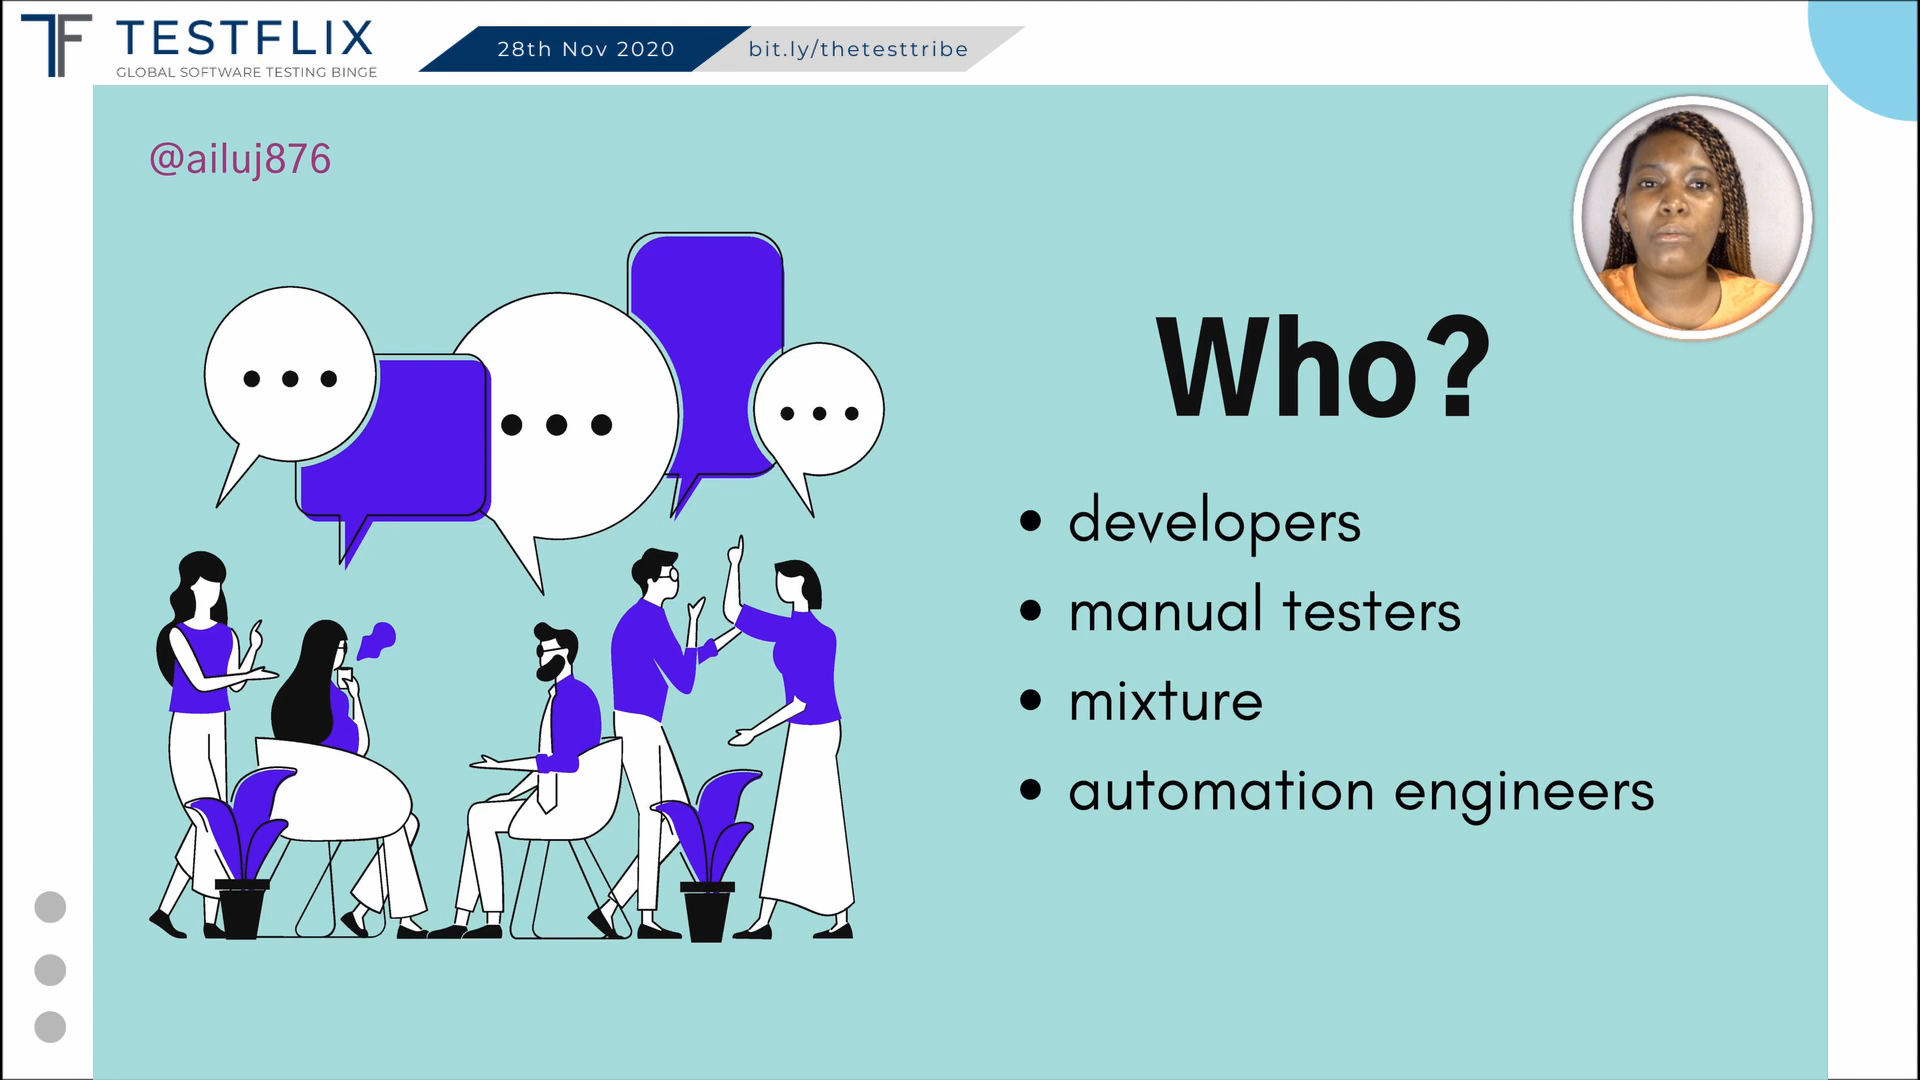 TF TESTFLIX
GLOBAL SOFTWARE TESTING BINGE
28th Nov 2020
bit.ly/thetesttribe
@ailuj876
Who?
• developers
• manual testers
• mixture
• automation engineers